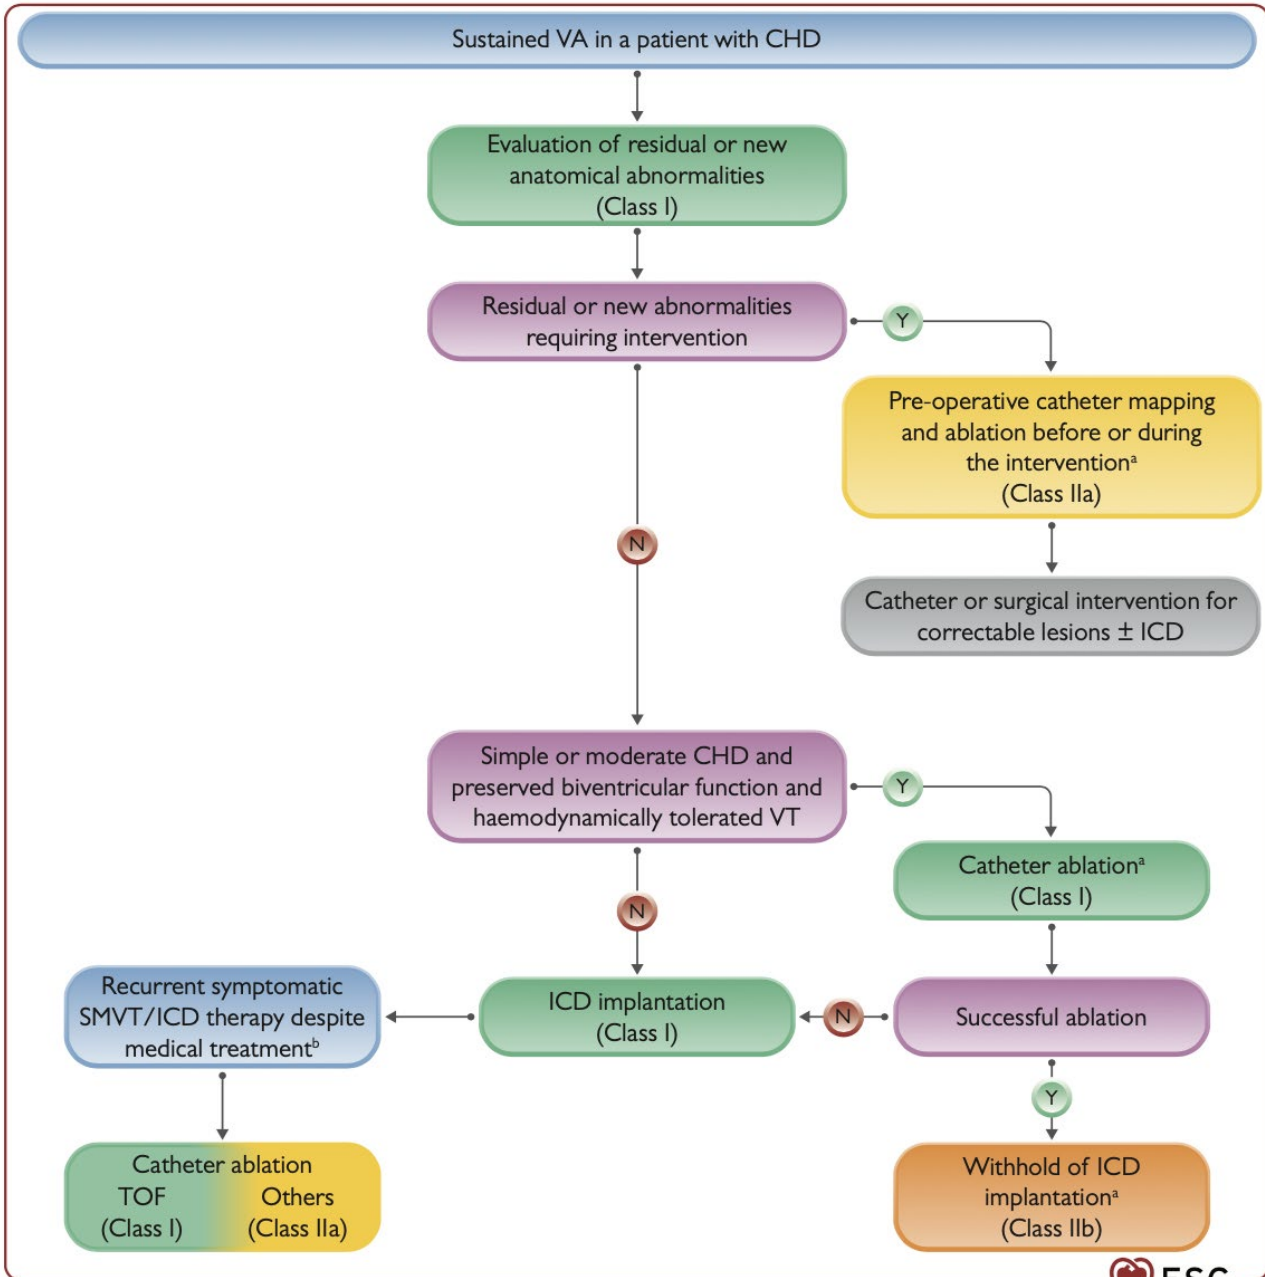 Sustained VA in a patient with CHD
Evaluation of residual or new
anatomical abnormalities
(Class I)
Residual or new abnormalities
requiring intervention
Y
Pre-operative catheter mapping
and ablation before or during
the interventionᵃ
(Class IIa)
N
Catheter or surgical intervention for
correctable lesions ± ICD
Simple or moderate CHD and
preserved biventricular function and
haemodynamically tolerated VT
Y
Catheter ablationᵃ
(Class I)
N
Recurrent symptomatic
SMVT/ICD therapy despite
medical treatmentᵇ
ICD implantation
(Class I)
N
Successful ablation
Y
Catheter ablation
TOF
(Class I)
Others
(Class IIa)
Withhold of ICD
implantationᵃ
(Class IIb)
ESC